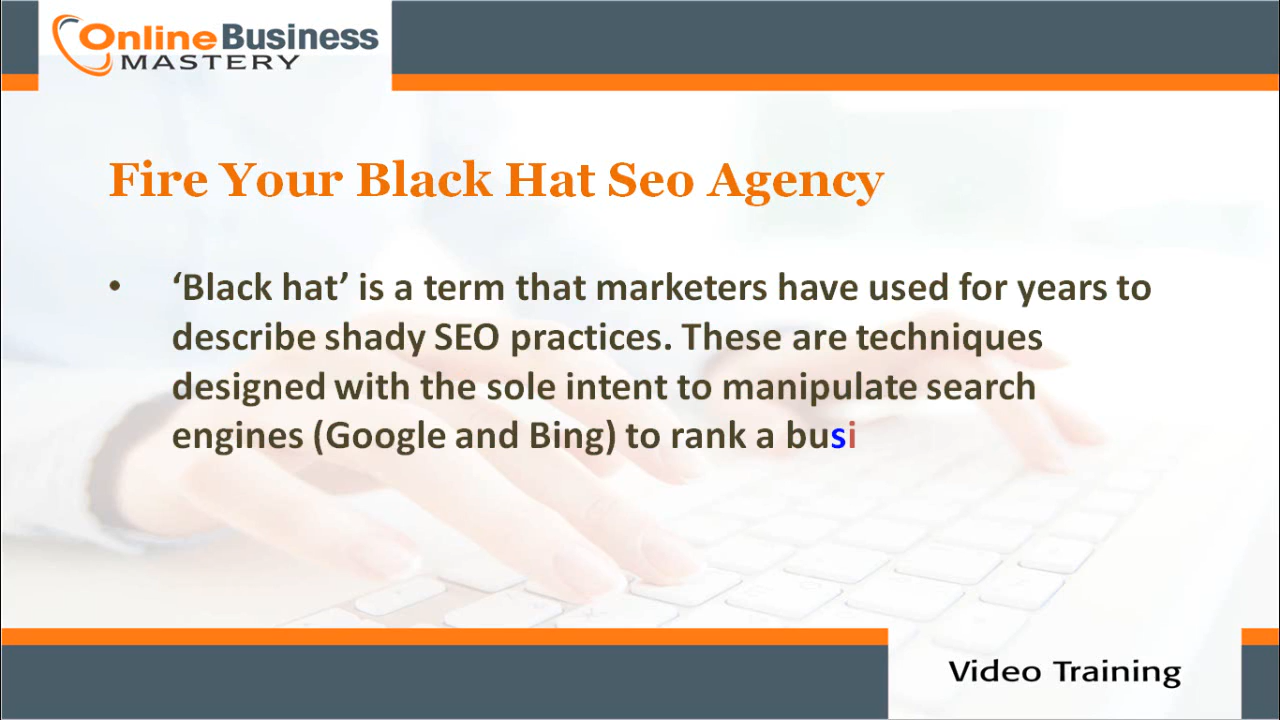 Online Business
MASTERY
Fire Your Black Hat Seo Agency
• ‘Black hat’ is a term that marketers have used for years to
describe shady SEO practices. These are techniques
designed with the sole intent to manipulate search
engines (Google and Bing) to rank a busi
Video Training